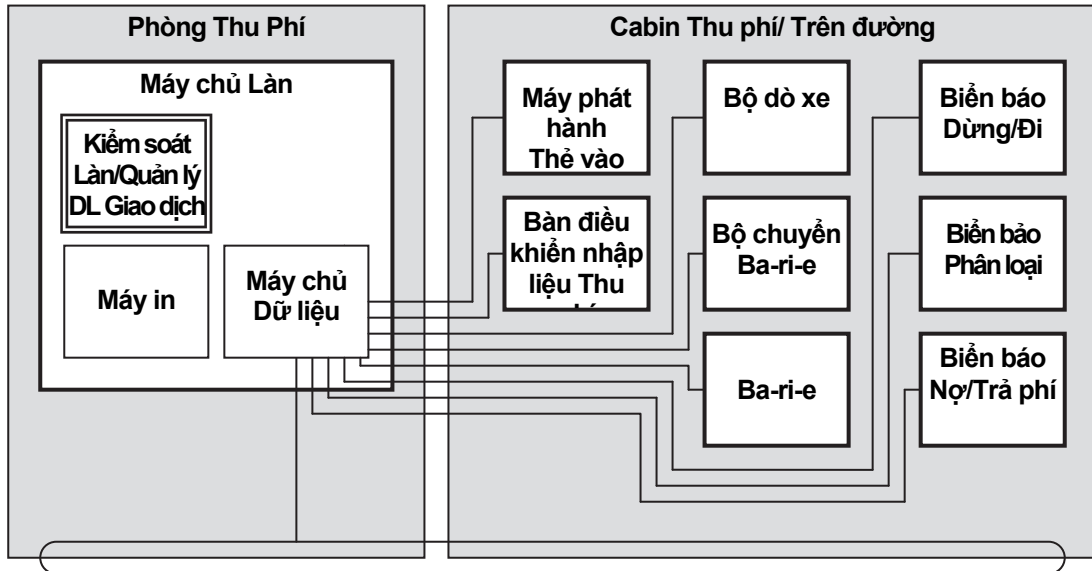 Phòng Thu Phí
Máy chủ Làn
Kiểm soát
Làn/Quản lý
DL Giao dịch
Máy in
Máy chủ
Dữ liệu
Cabin Thu phí/ Trên đường
Máy phát
hành
Thẻ vào
Bộ dò xe
Biển báo
Dừng/Đi
Bàn điều
khiển nhập
liệu Thu
Bộ chuyển
Ba-ri-e
Biển bảo
Phân loại
Ba-ri-e
Biển báo
Nợ/Trả phí